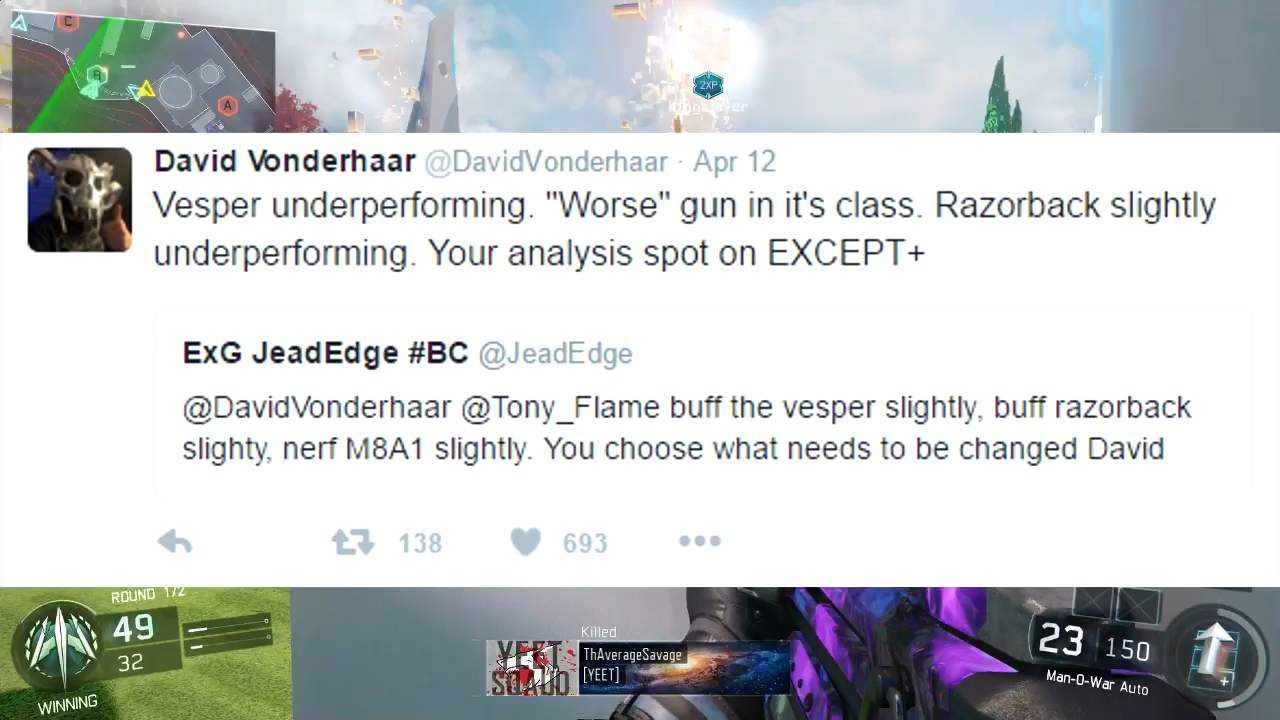 C
B
A
2XP
David Vonderhaar @DavidVonderhaar · Apr 12
Vesper underperforming. "Worse" gun in it's class. Razorback slightly
underperforming. Your analysis spot on EXCEPT+
ExG JeadEdge #BC @JeadEdge
@DavidVonderhaar @Tony_Flame buff the vesper slightly, buff razorback
slighty, nerf M8A1 slightly. You choose what needs to be changed David
138
693
ROUND 1/2
49
32
WINNING
Killed
YEET
SQUAD
ThAverageSavage
[YEET]
23 150
Man-O-War Auto